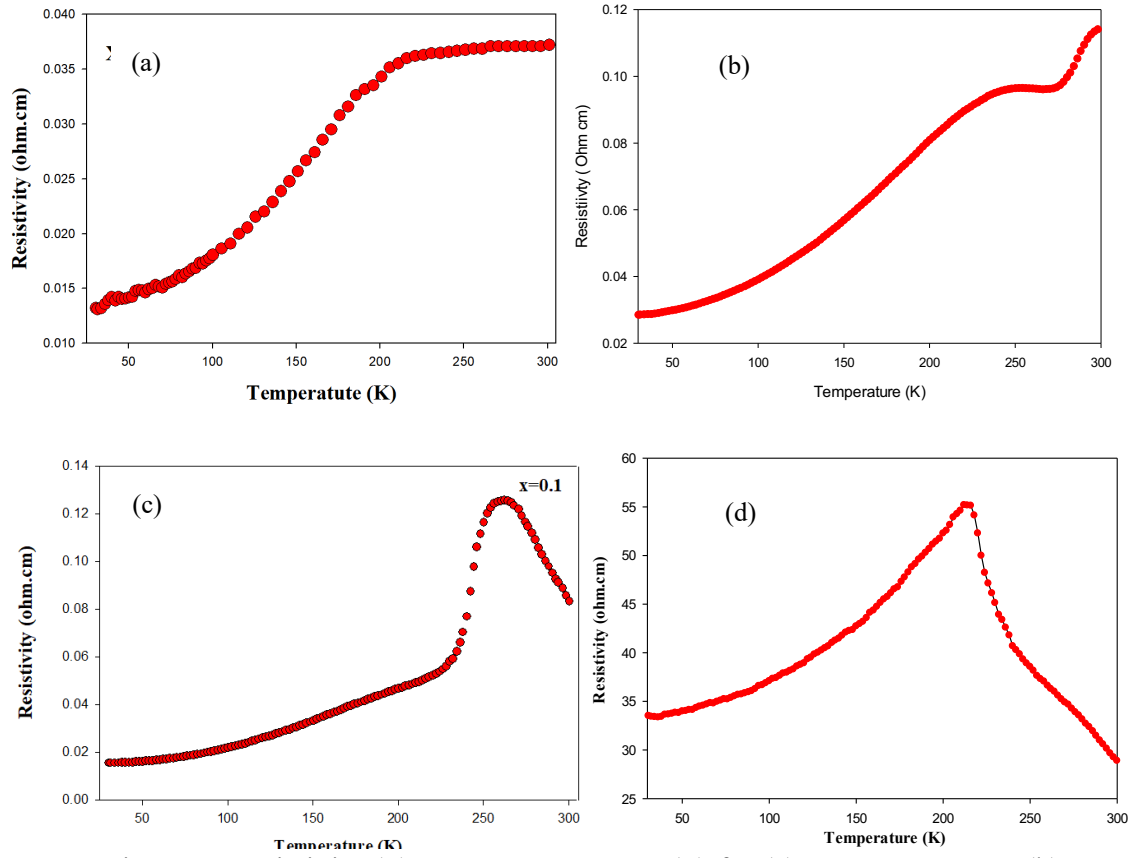 (a)
Resistivity (ohm.cm)
0.040
0.035
0.030
0.025
0.020
0.015
0.010
50 100 150 200 250 300
Temperatute (K)
(b)
Resistiivty ( Ohm cm)
0.12
0.10
0.08
0.06
0.04
0.02
50 100 150 200 250 300
Temperature (K)
(c)
x=0.1
Resistivity (ohm.cm)
0.14
0.12
0.10
0.08
0.06
0.04
0.02
0.00
50 100 150 200 250 300
Temperature (K)
(d)
Resistivity (ohm.cm)
60
55
50
45
40
35
30
25
50 100 150 200 250 300
Temperature (K)